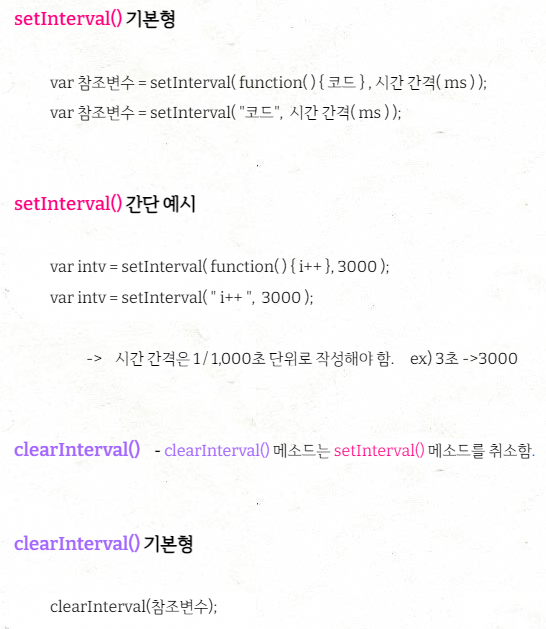 setInterval() 기본형
var 참조변수 = setInterval( function( ) { 코드 } , 시간 간격( ms ) );
var 참조변수 = setInterval( "코드",  시간 간격( ms ) );
.
setInterval() 간단 예시
var intv = setInterval( function( ) { i++ }, 3000 );
var intv = setInterval( " i++ ",  3000 );
->   시간 간격은 1 / 1,000초 단위로 작성해야 함.    ex) 3초 ->3000
clearInterval()   - clearInterval() 메소드는 setInterval() 메소드를 취소함.
.
clearInterval() 기본형
clearInterval(참조변수);